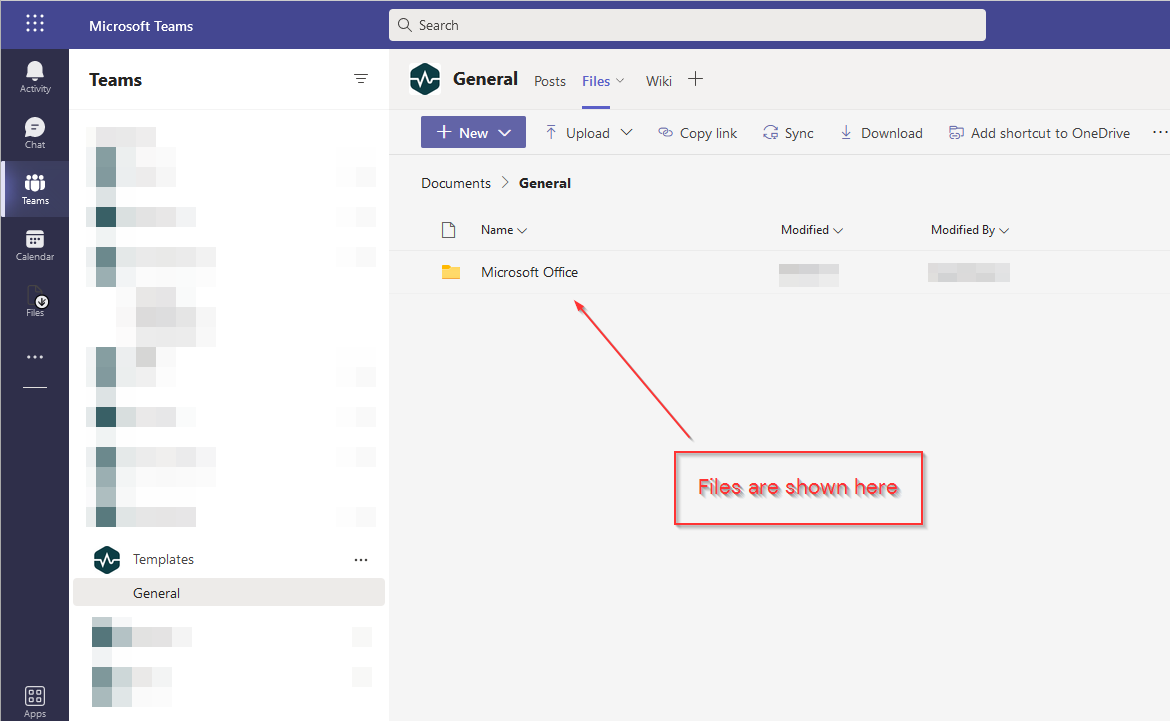 Microsoft Teams
Search
Activity
Chat
Teams
Calendar
Files
Apps
Teams
Templates
General
General Posts Files Wiki
New Upload Copy link Sync Download Add shortcut to OneDrive
Documents > General
Name Modified Modified By
Microsoft Office
Files are shown here